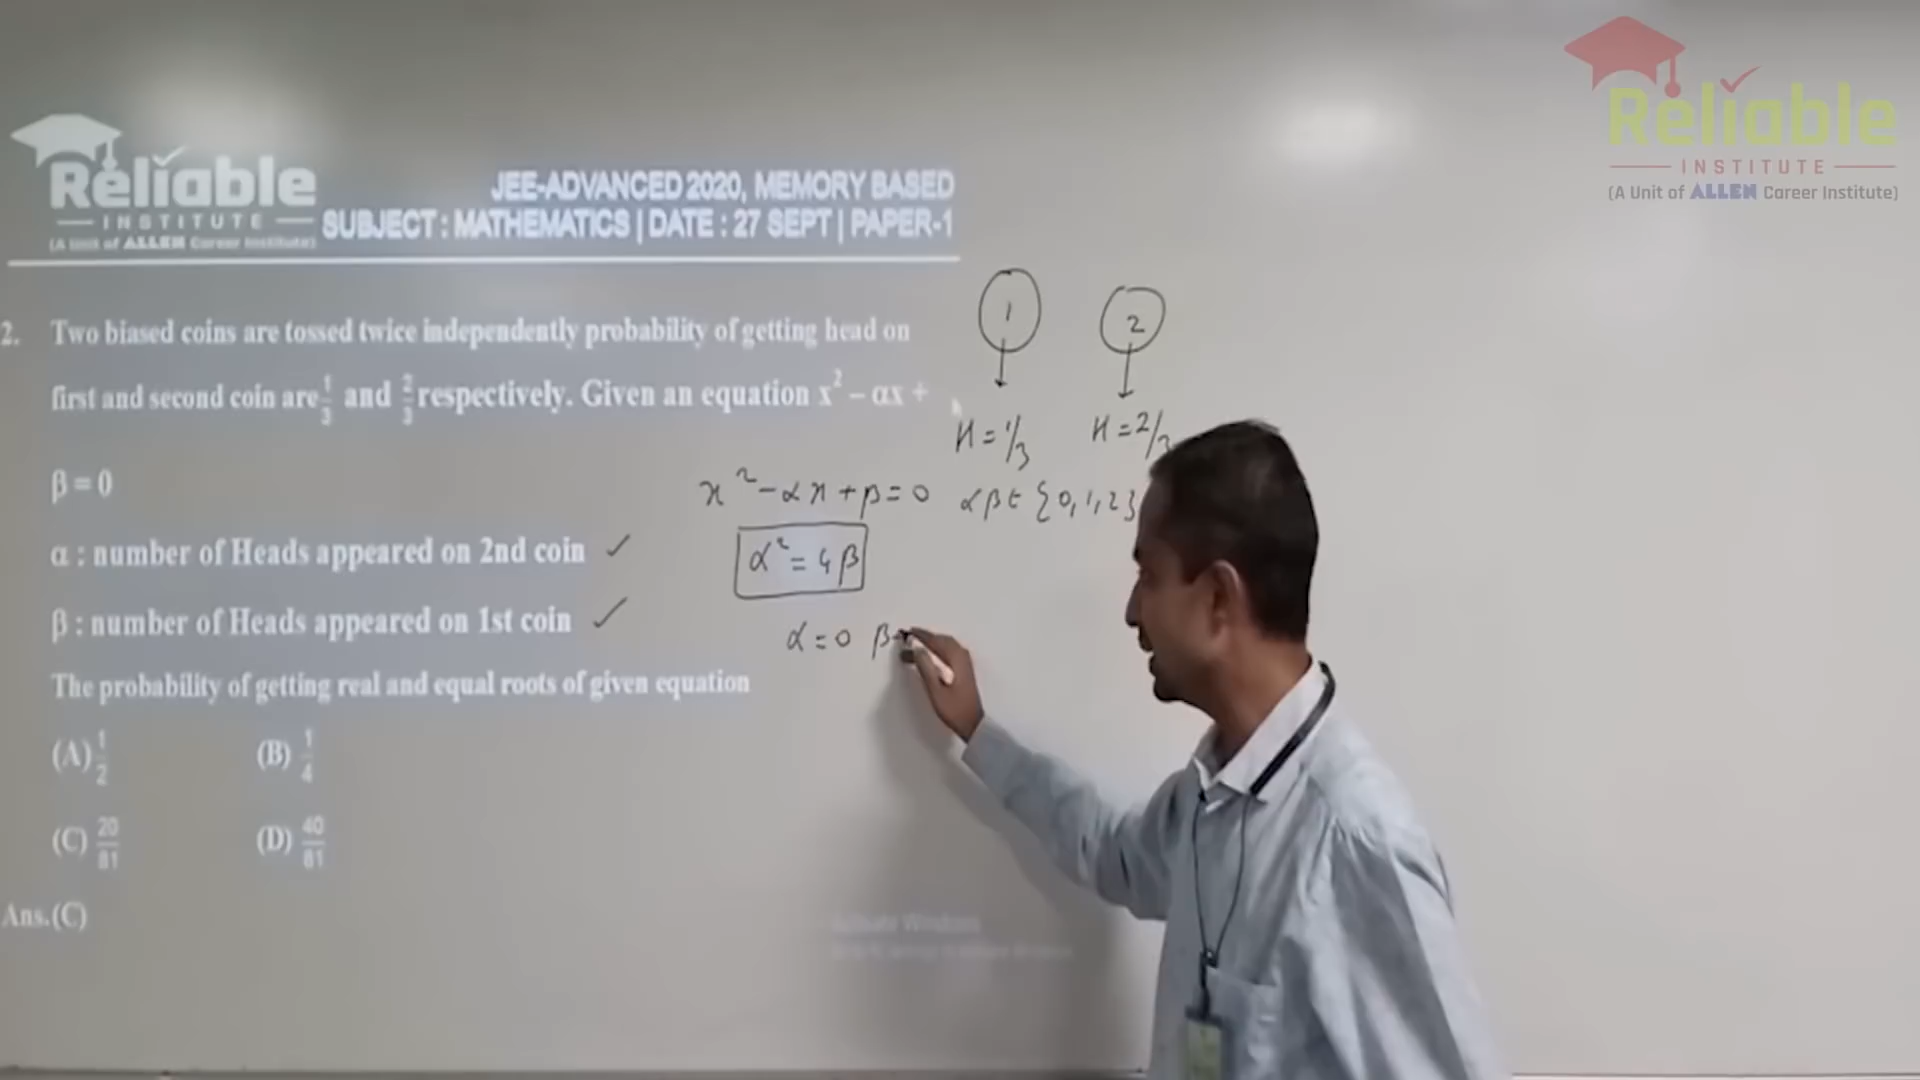 Reliable
INSTITUTE
(A Unit of ALLEN Career Institute)
Reliable
INSTITUTE
(A Unit of ALLEN Career Institute)
JEE-ADVANCED 2020, MEMORY BASED
SUBJECT : MATHEMATICS | DATE : 27 SEPT | PAPER-1
2. Two biased coins are tossed twice independently probability of getting head on
first and second coin are 1/3 and 2/3 respectively. Given an equation x² – αx +
β = 0
α : number of Heads appeared on 2nd coin ✓
β : number of Heads appeared on 1st coin ✓
The probability of getting real and equal roots of given equation
(A) 1/2 (B) 1/4
(C) 20/81 (D) 40/81
Ans.(C)
1 2
H = 1/3 H = 2/3
x² - αx + β = 0 α β ∈ {0, 1, 2}
α² = 4β
α = 0 β